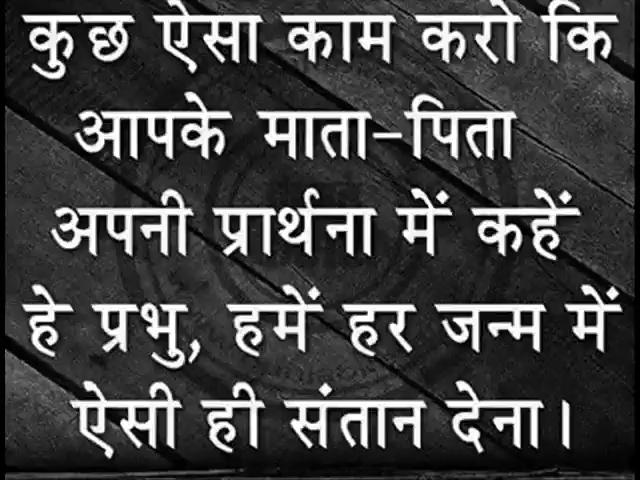 कुछ ऐसा काम करो कि
आपके माता-पिता
अपनी प्रार्थना में कहें
हे प्रभु, हमें हर जन्म में
ऐसी ही संतान देना।